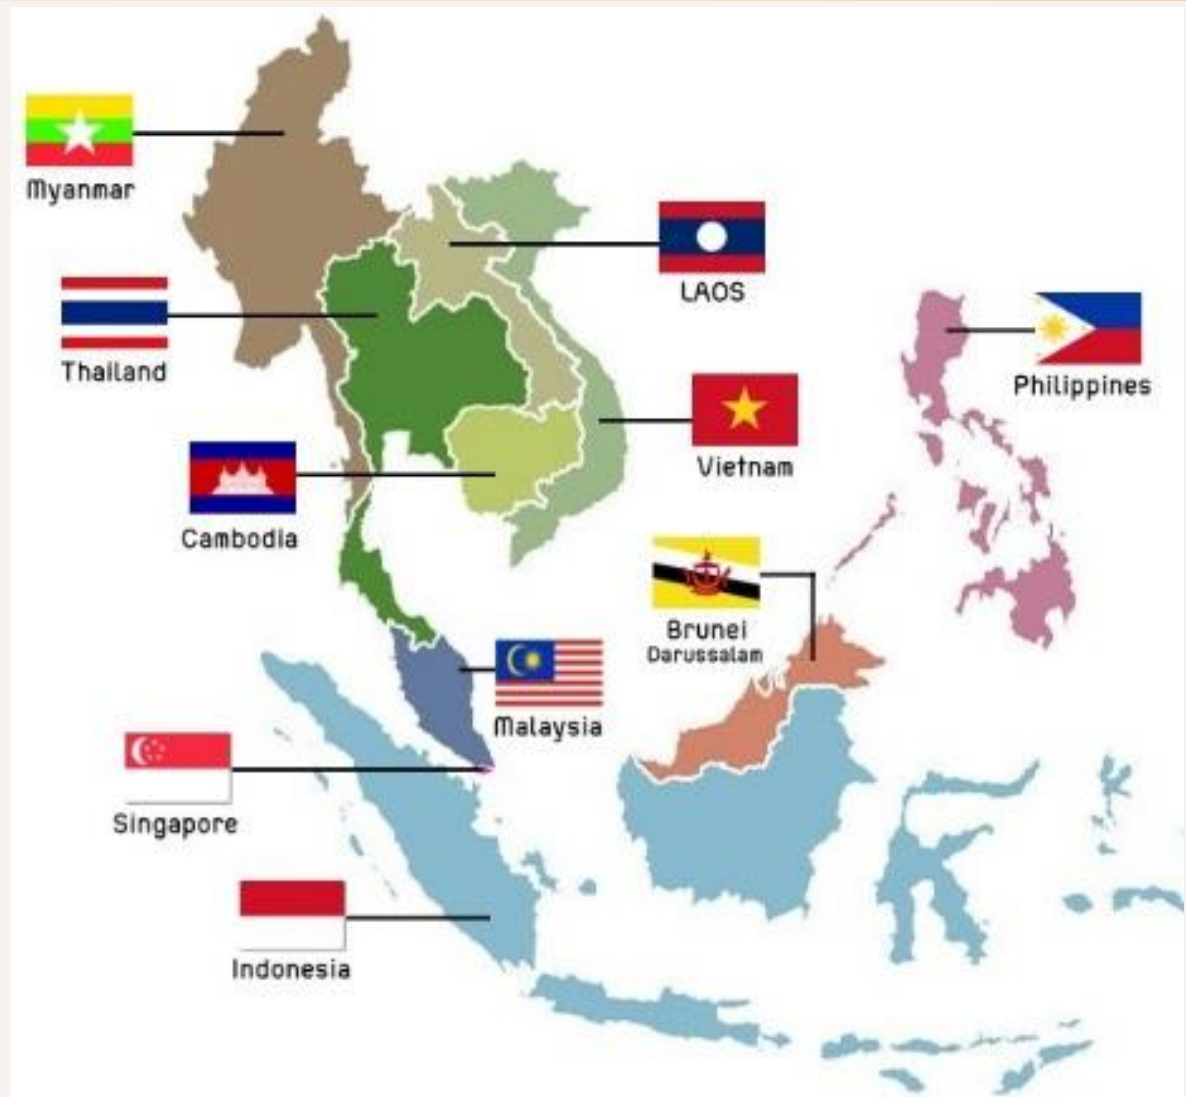 Myanmar
LAOS
Thailand
Philippines
Vietnam
Cambodia
Brunei
Darussalam
Malaysia
Singapore
Indonesia